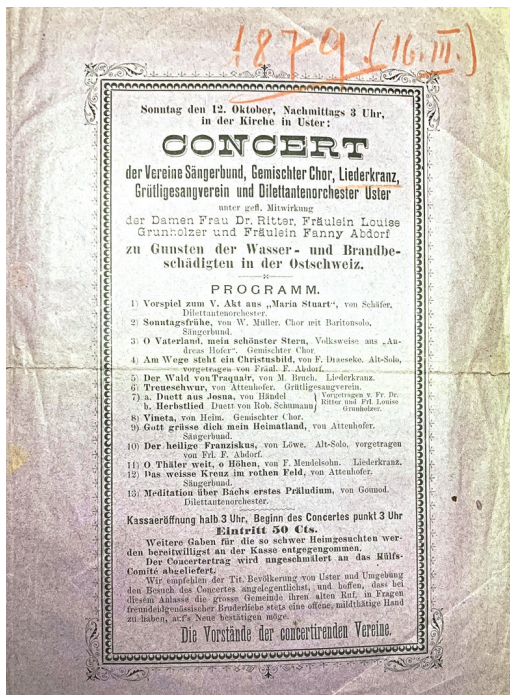 1879 (16. III.)
Sonntag den 12. Oktober, Nachmittags 3 Uhr,
in der Kirche in Uster:
CONCERT
der Vereine Sängerbund, Gemischter Chor, Liederkranz,
Grütligesangverein und Dilettantenorchester Uster
unter gefl. Mitwirkung
der Damen Frau Dr. Ritter, Fräulein Louise
Grunholzer und Fräulein Fanny Abdorf
zu Gunsten der Wasser- und Brandbe-
schädigten in der Ostschweiz.
PROGRAMM.
1) Vorspiel zum V. Akt aus „Maria Stuart", von Schäfer.
Dilettantenorchester.
2) Sonntagsfrühe, von W. Müller. Chor mit Baritonsolo.
Sängerbund.
3) O Vaterland, mein schönster Stern, Volksweise aus „An-
dreas Hofer". Gemischter Chor
4) Am Wege steht ein Christusbild, von F. Draeseke. Alt-Solo,
vorgetragen von Fräul. F. Abdorf.
5) Der Wald von Traquair, von M. Bruch. Liederkranz.
6) Treueschwur, von Attenhofer. Grütligesangverein.
7) a. Duett aus Josua, von Händel
b. Herbstlied Duett von Rob. Schumann
Vorgetragen v. Fr. Dr.
Ritter und Frl. Louise
Grunholzer.
8) Vineta, von Heim. Gemischter Chor.
9) Gott grüsse dich mein Heimatland, von Attenhofer.
Sängerbund.
10) Der heilige Franziskus, von Löwe. Alt-Solo, vorgetragen
von Frl. F. Abdorf.
11) O Thäler weit, o Höhen, von F. Mendelsohn. Liederkranz.
12) Das weisse Kreuz im rothen Feld, von Attenhofer.
Sängerbund.
13) Meditation über Bachs erstes Präludium, von Gounod.
Dilettantenorchester.
Kassaeröffnung halb 3 Uhr, Beginn des Concertes punkt 3 Uhr
Eintritt 50 Cts.
Weitere Gaben für die so schwer Heimgesuchten wer-
den bereitwilligst an der Kasse entgegengommen.
Der Concertertrag wird ungeschmälert an das Hülfs-
Comité abgeliefert.
Wir empfehlen der Tit. Bevölkerung von Uster und Umgebung
den Besuch des Concertes angelegentlichst, und hoffen, dass bei
diesem Anlasse die grosse Gemeinde ihren alten Ruf, in Fragen
freundeidgenössischer Bruderliebe stets eine offene, mildthätige Hand
zu haben, auf's Neue bestätigen möge.
Die Vorstände der concertirenden Vereine.